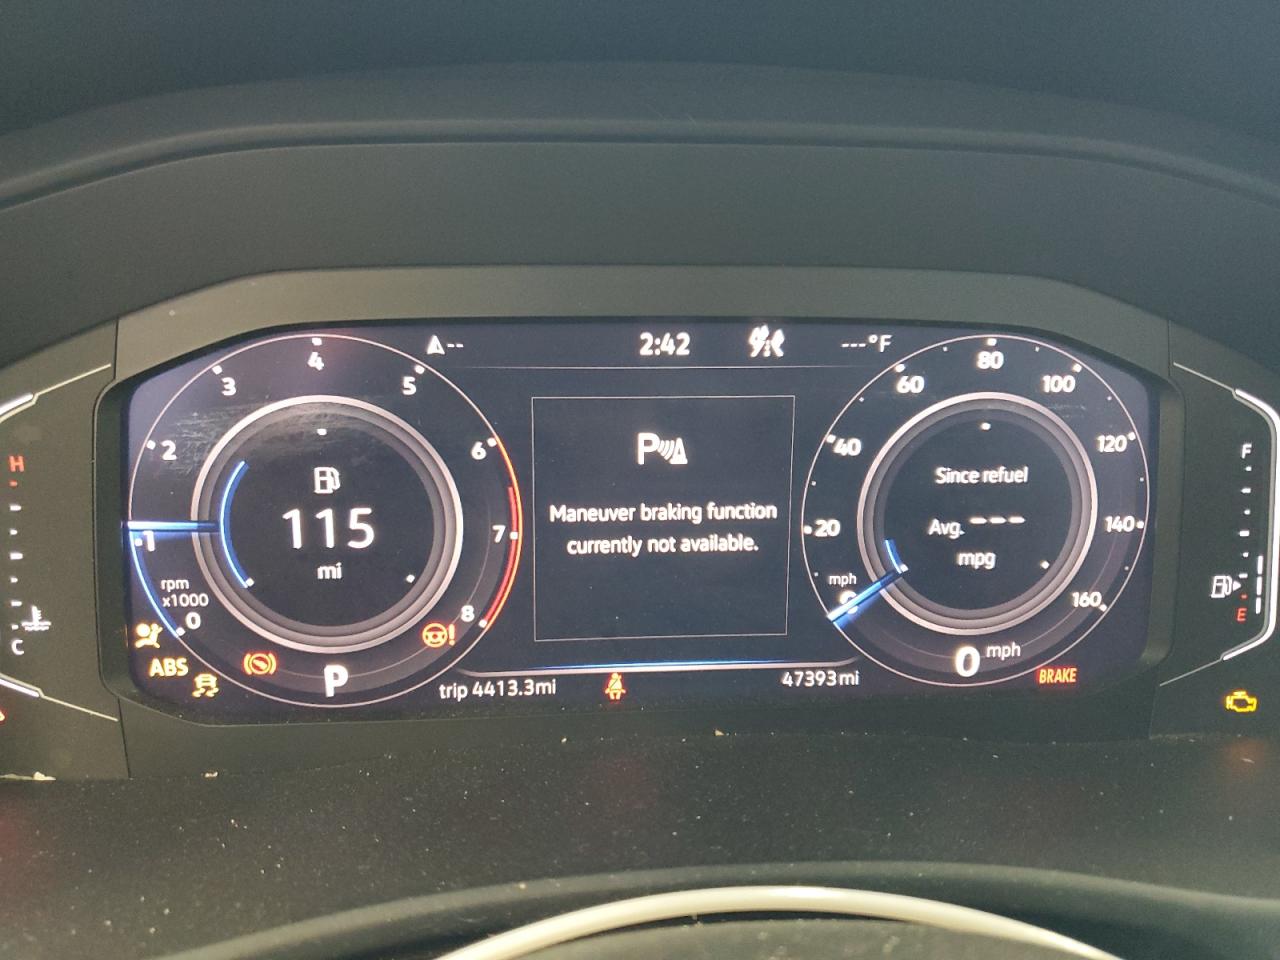 2:42
---°F
4
3
5
2
6
1
7
rpm
x1000
0
8
115
mi
H
C
ABS
P
trip 4413.3mi
P
Maneuver braking function
currently not available.
47393mi
80
60
100
40
120
20
140
mph
160
Since refuel
Avg. ---
mpg
0 mph
BRAKE
F
E